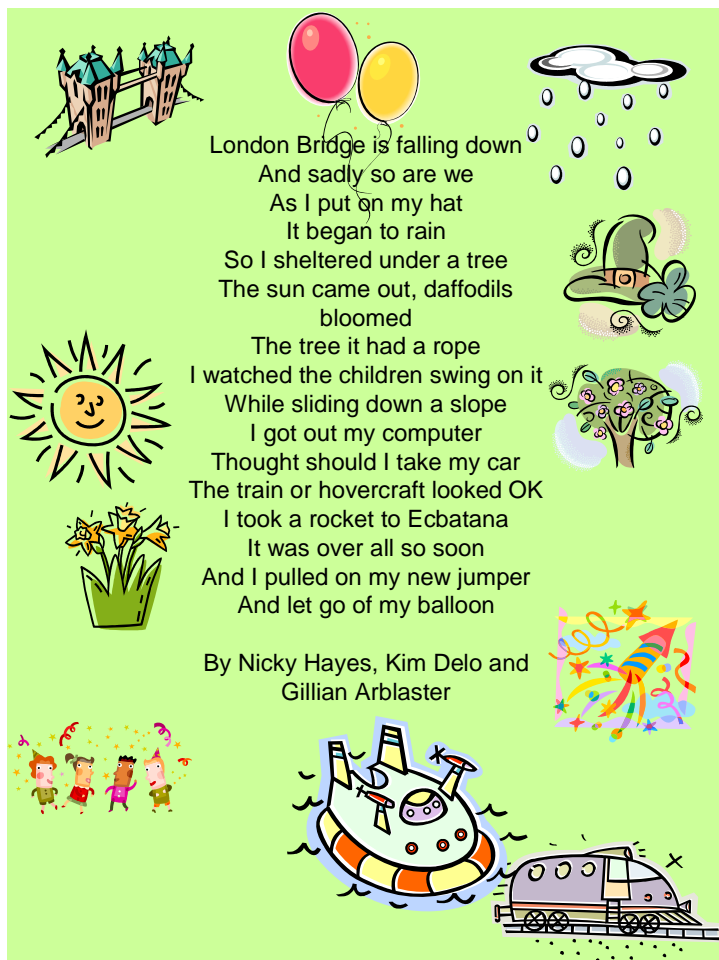 London Bridge is falling down
And sadly so are we
As I put on my hat
It began to rain
So I sheltered under a tree
The sun came out, daffodils
bloomed
The tree it had a rope
I watched the children swing on it
While sliding down a slope
I got out my computer
Thought should I take my car
The train or hovercraft looked OK
I took a rocket to Ecbatana
It was over all so soon
And I pulled on my new jumper
And let go of my balloon
By Nicky Hayes, Kim Delo and
Gillian Arblaster